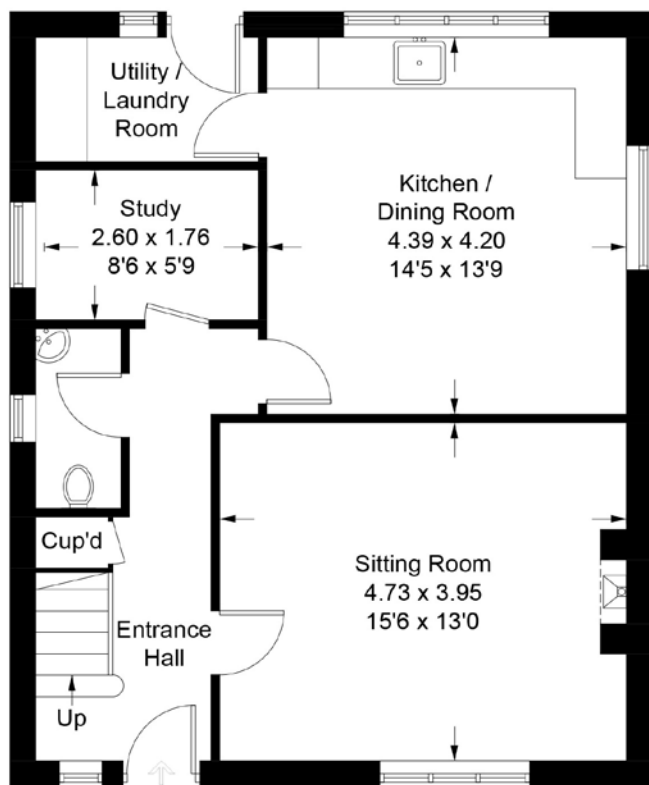 Utility /
Laundry
Room
Kitchen /
Dining Room
4.39 x 4.20
14'5 x 13'9
Study
2.60 x 1.76
8'6 x 5'9
Cup'd
Sitting Room
4.73 x 3.95
15'6 x 13'0
Entrance
Hall
Up